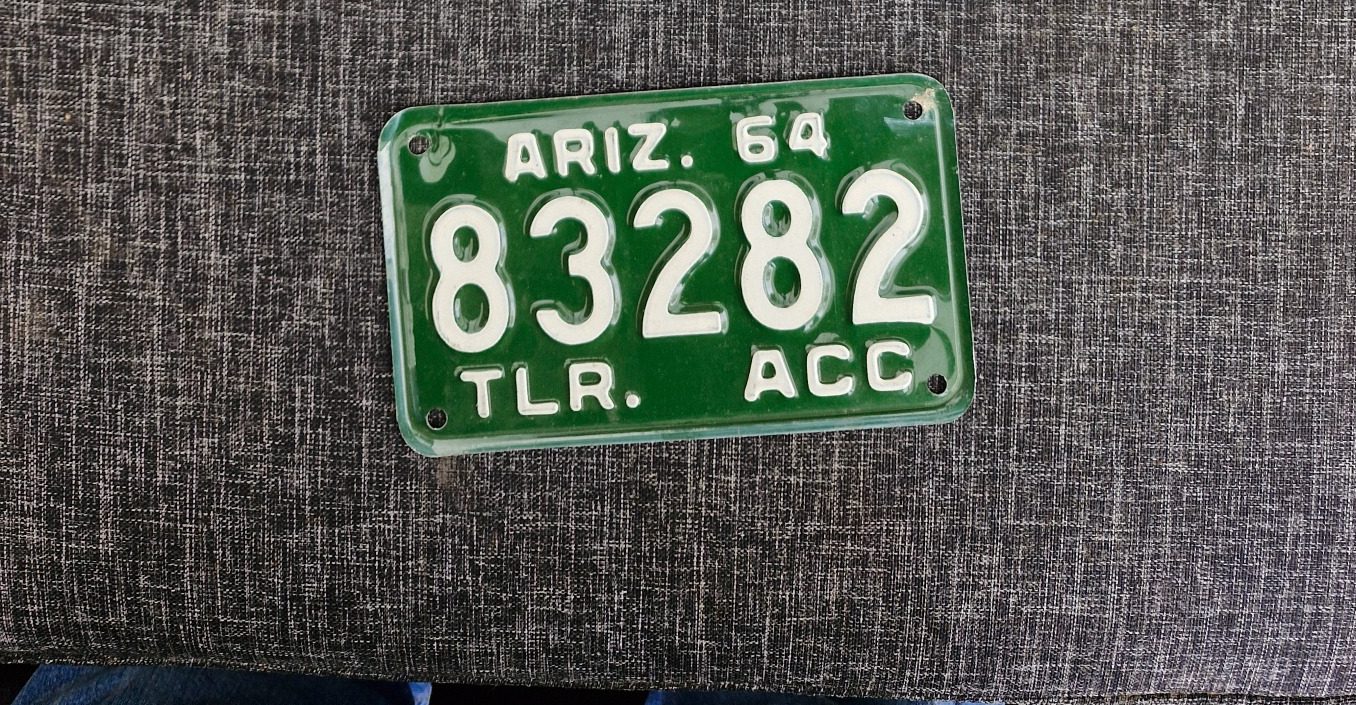 ARIZ. 64
83282
TLR. ACC